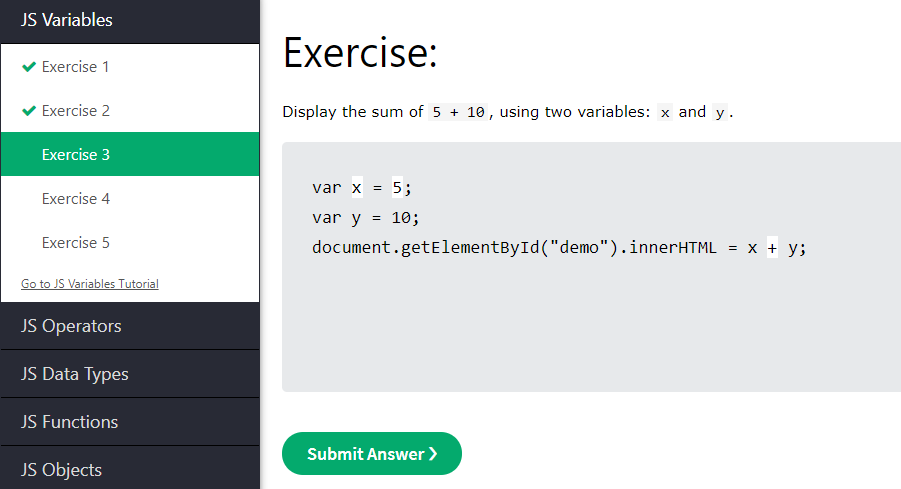 JS Variables
Exercise 1
Exercise 2
Exercise 3
Exercise 4
Exercise 5
Go to JS Variables Tutorial
JS Operators
JS Data Types
JS Functions
JS Objects
Exercise:
Display the sum of 5 + 10, using two variables: x and y.
var x = 5;
var y = 10;
document.getElementById("demo").innerHTML = x + y;
Submit Answer ❯